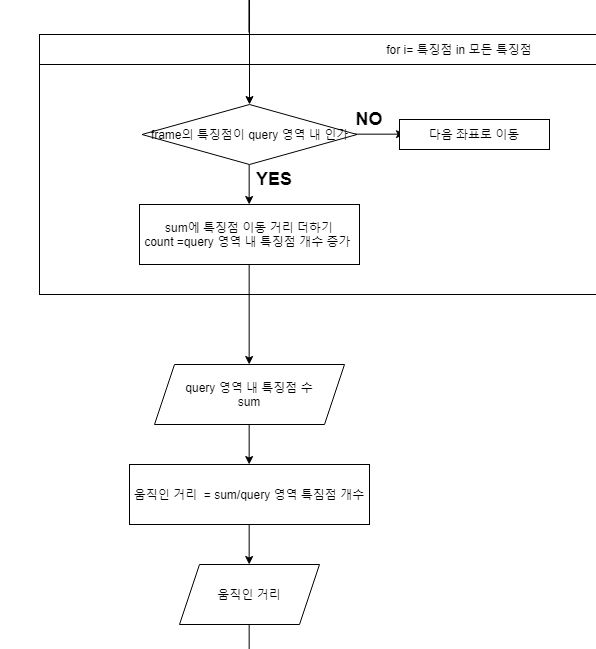 for i= 특징점 in 모든 특징점
frame의 특징점이 query 영역 내 인가
NO
다음 좌표로 이동
YES
sum에 특징점 이동 거리 더하기
count =query 영역 내 특징점 개수 증가
query 영역 내 특징점 수
sum
움직인 거리 = sum/query 영역 특짐점 개수
움직인 거리